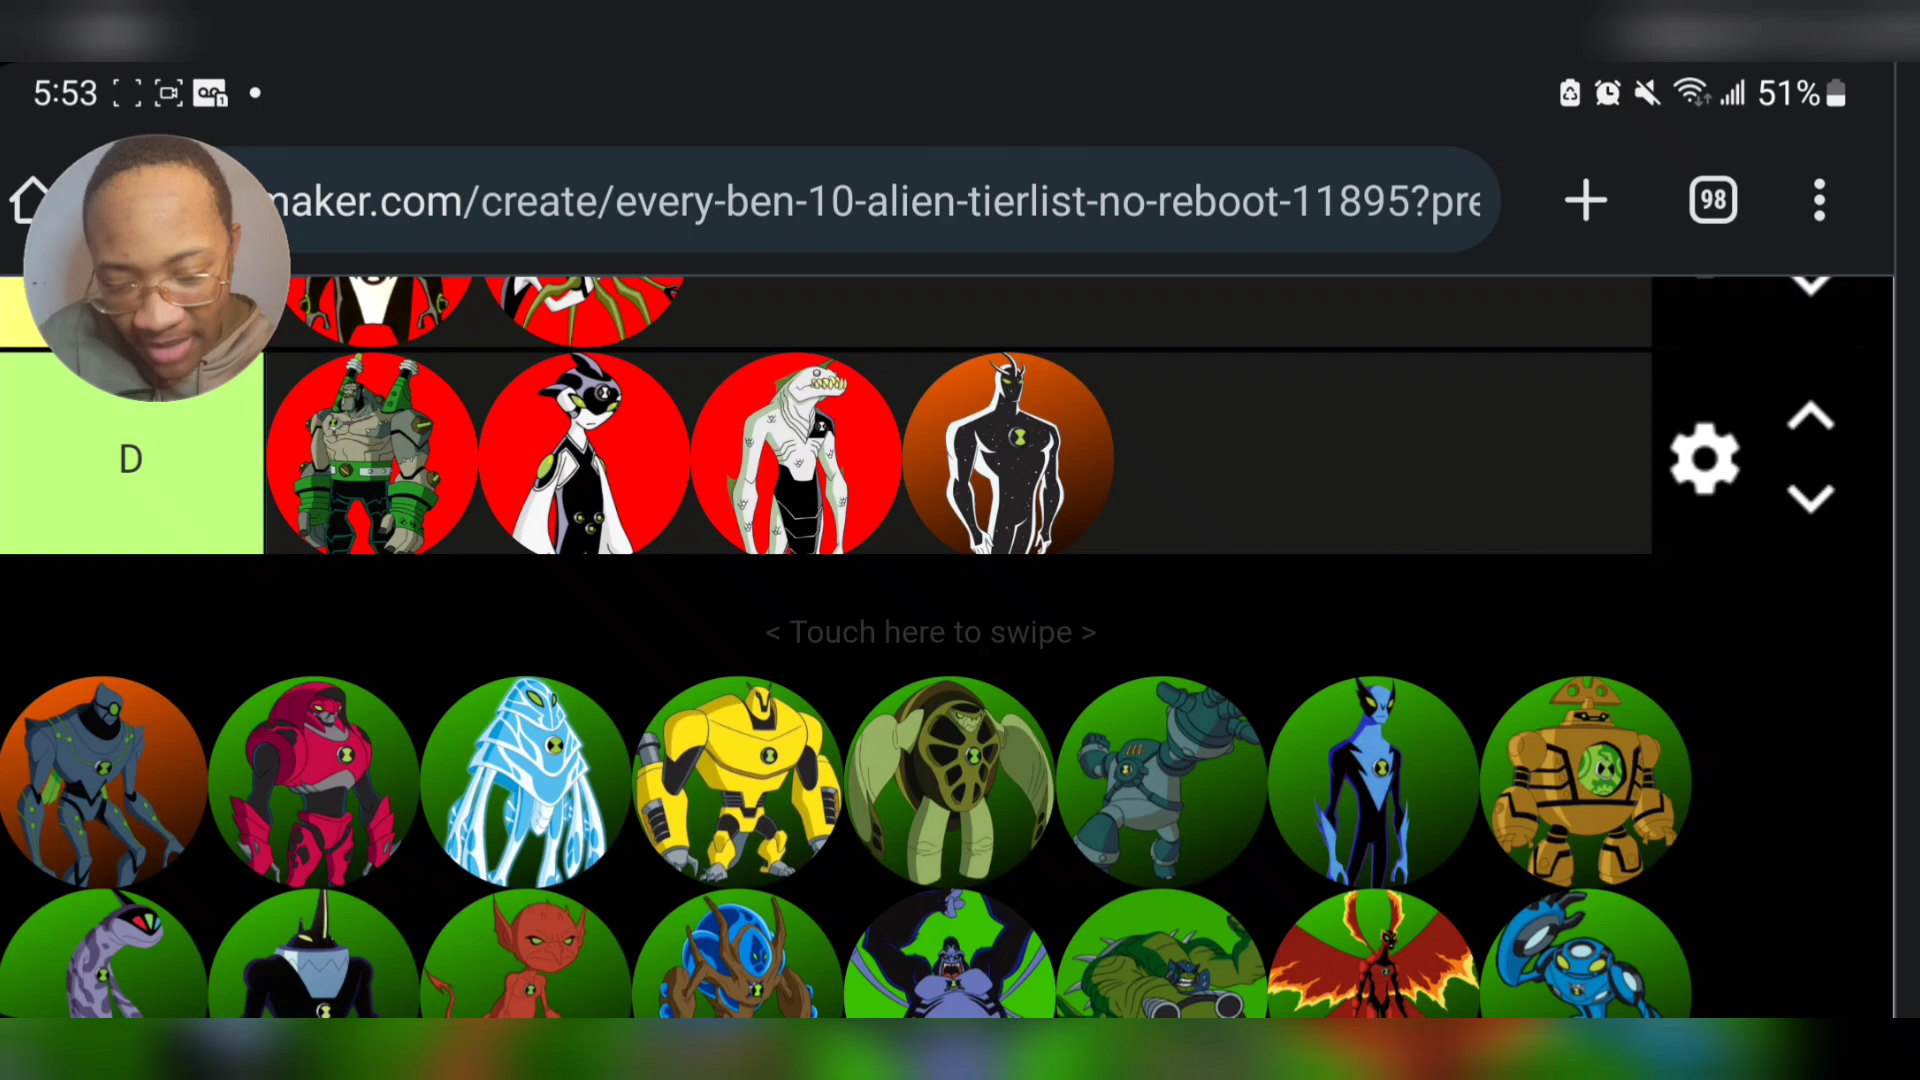 5:53
51%
maker.com/create/every-ben-10-alien-tierlist-no-reboot-11895?pre
98
D
< Touch here to swipe >